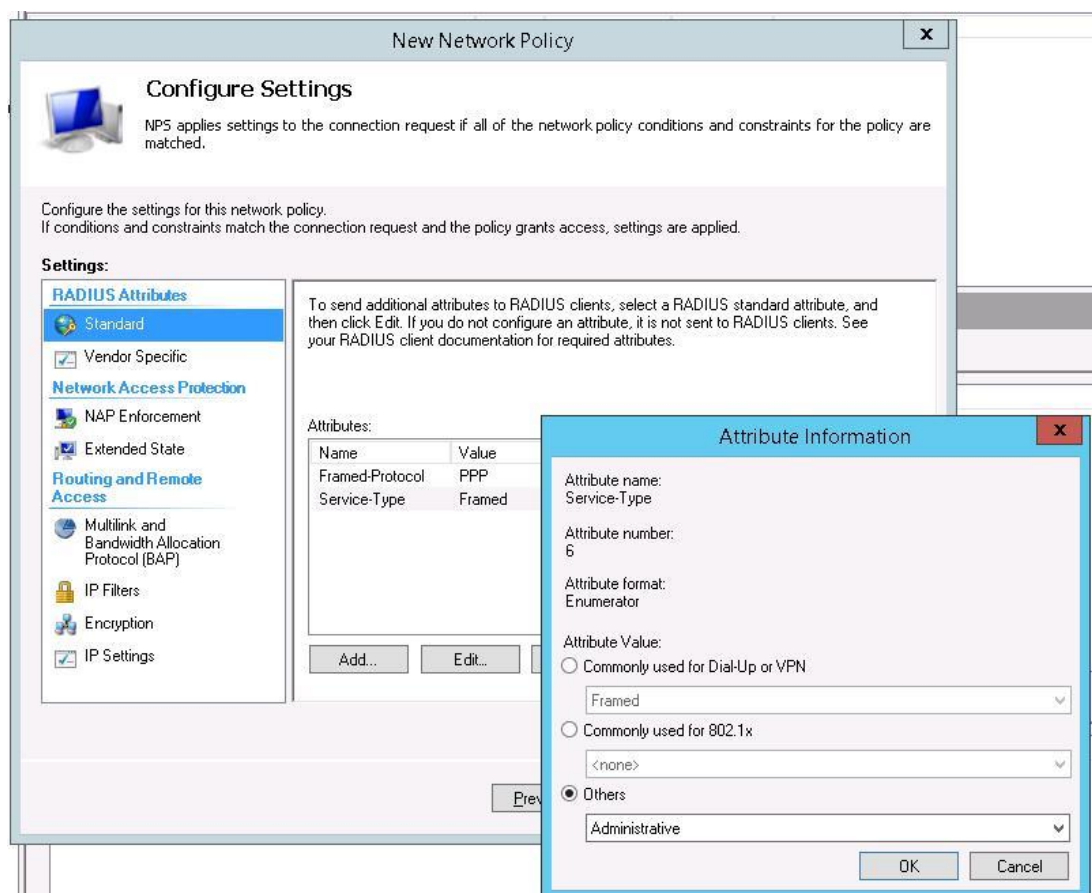 New Network Policy
x
Configure Settings
NPS applies settings to the connection request if all of the network policy conditions and constraints for the policy are
matched.
Configure the settings for this network policy.
If conditions and constraints match the connection request and the policy grants access, settings are applied.
Settings:
RADIUS Attributes
Standard
Vendor Specific
Network Access Protection
NAP Enforcement
Extended State
Routing and Remote
Access
Multilink and
Bandwidth Allocation
Protocol (BAP)
IP Filters
Encryption
IP Settings
To send additional attributes to RADIUS clients, select a RADIUS standard attribute, and
then click Edit. If you do not configure an attribute, it is not sent to RADIUS clients. See
your RADIUS client documentation for required attributes.
Attributes:
Name Value
Framed-Protocol PPP
Service-Type Framed
Add... Edit...
Prev
Attribute Information
x
Attribute name:
Service-Type
Attribute number:
6
Attribute format:
Enumerator
Attribute Value:
Commonly used for Dial-Up or VPN
Framed
Commonly used for 802.1x
<none>
Others
Administrative
OK Cancel